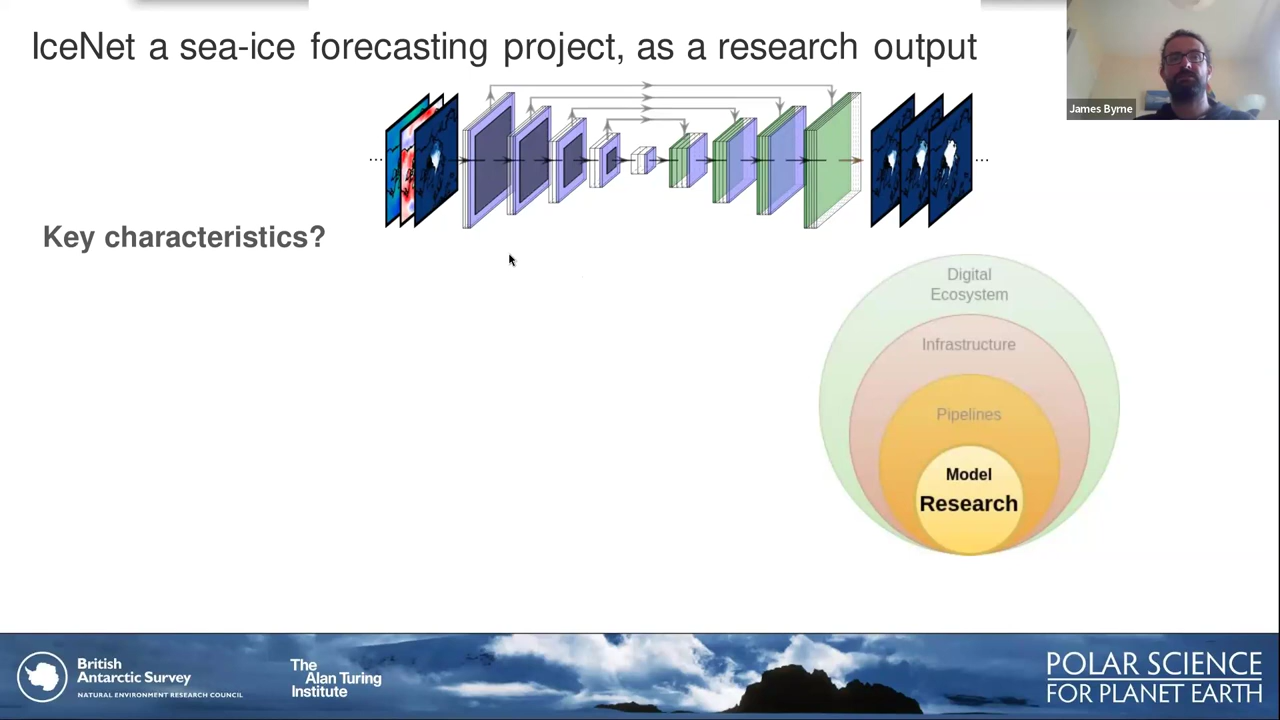 IceNet a sea-ice forecasting project, as a research output
James Byrne
...
...
Key characteristics?
Digital
Ecosystem
Infrastructure
Pipelines
Model
Research
British
Antarctic Survey
NATURAL ENVIRONMENT RESEARCH COUNCIL
The
Alan Turing
Institute
POLAR SCIENCE
FOR PLANET EARTH